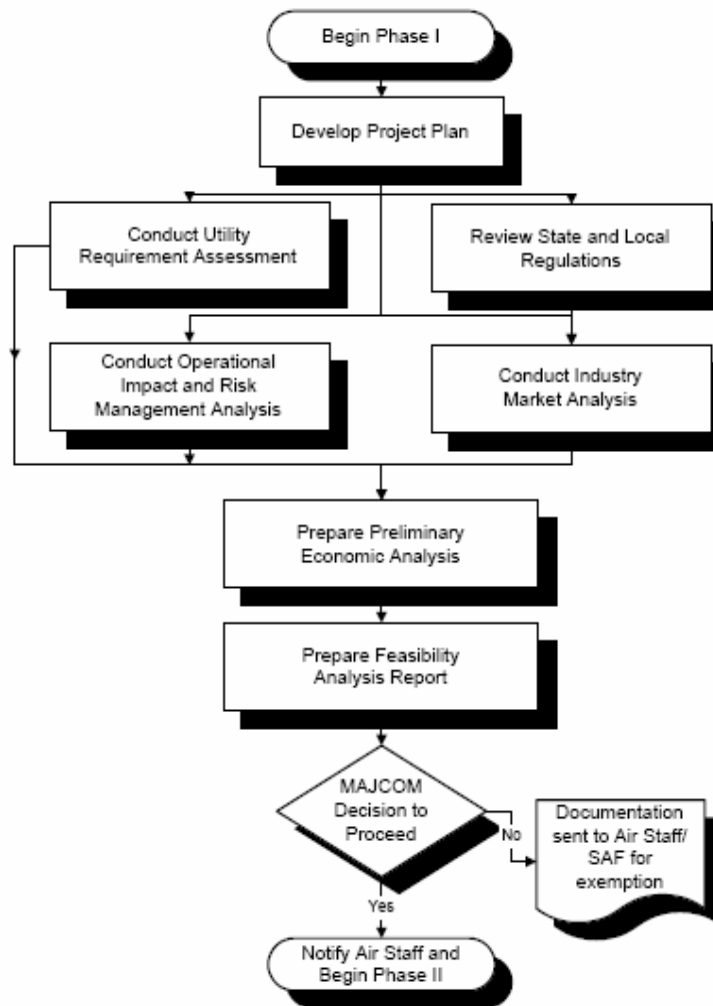 Begin Phase I
Develop Project Plan
Conduct Utility
Requirement Assessment
Review State and Local
Regulations
Conduct Operational
Impact and Risk
Management Analysis
Conduct Industry
Market Analysis
Prepare Preliminary
Economic Analysis
Prepare Feasibility
Analysis Report
MAJCOM
Decision to
Proceed
No
Documentation
sent to Air Staff/
SAF for
exemption
Yes
Notify Air Staff and
Begin Phase II